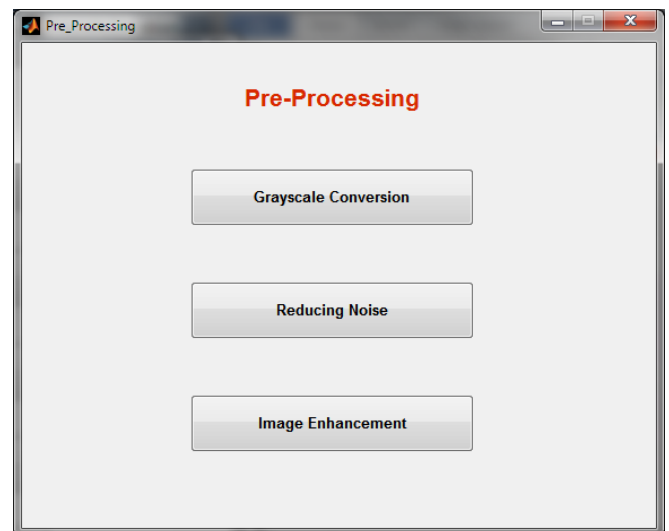 Pre_Processing
Pre-Processing
Grayscale Conversion
Reducing Noise
Image Enhancement